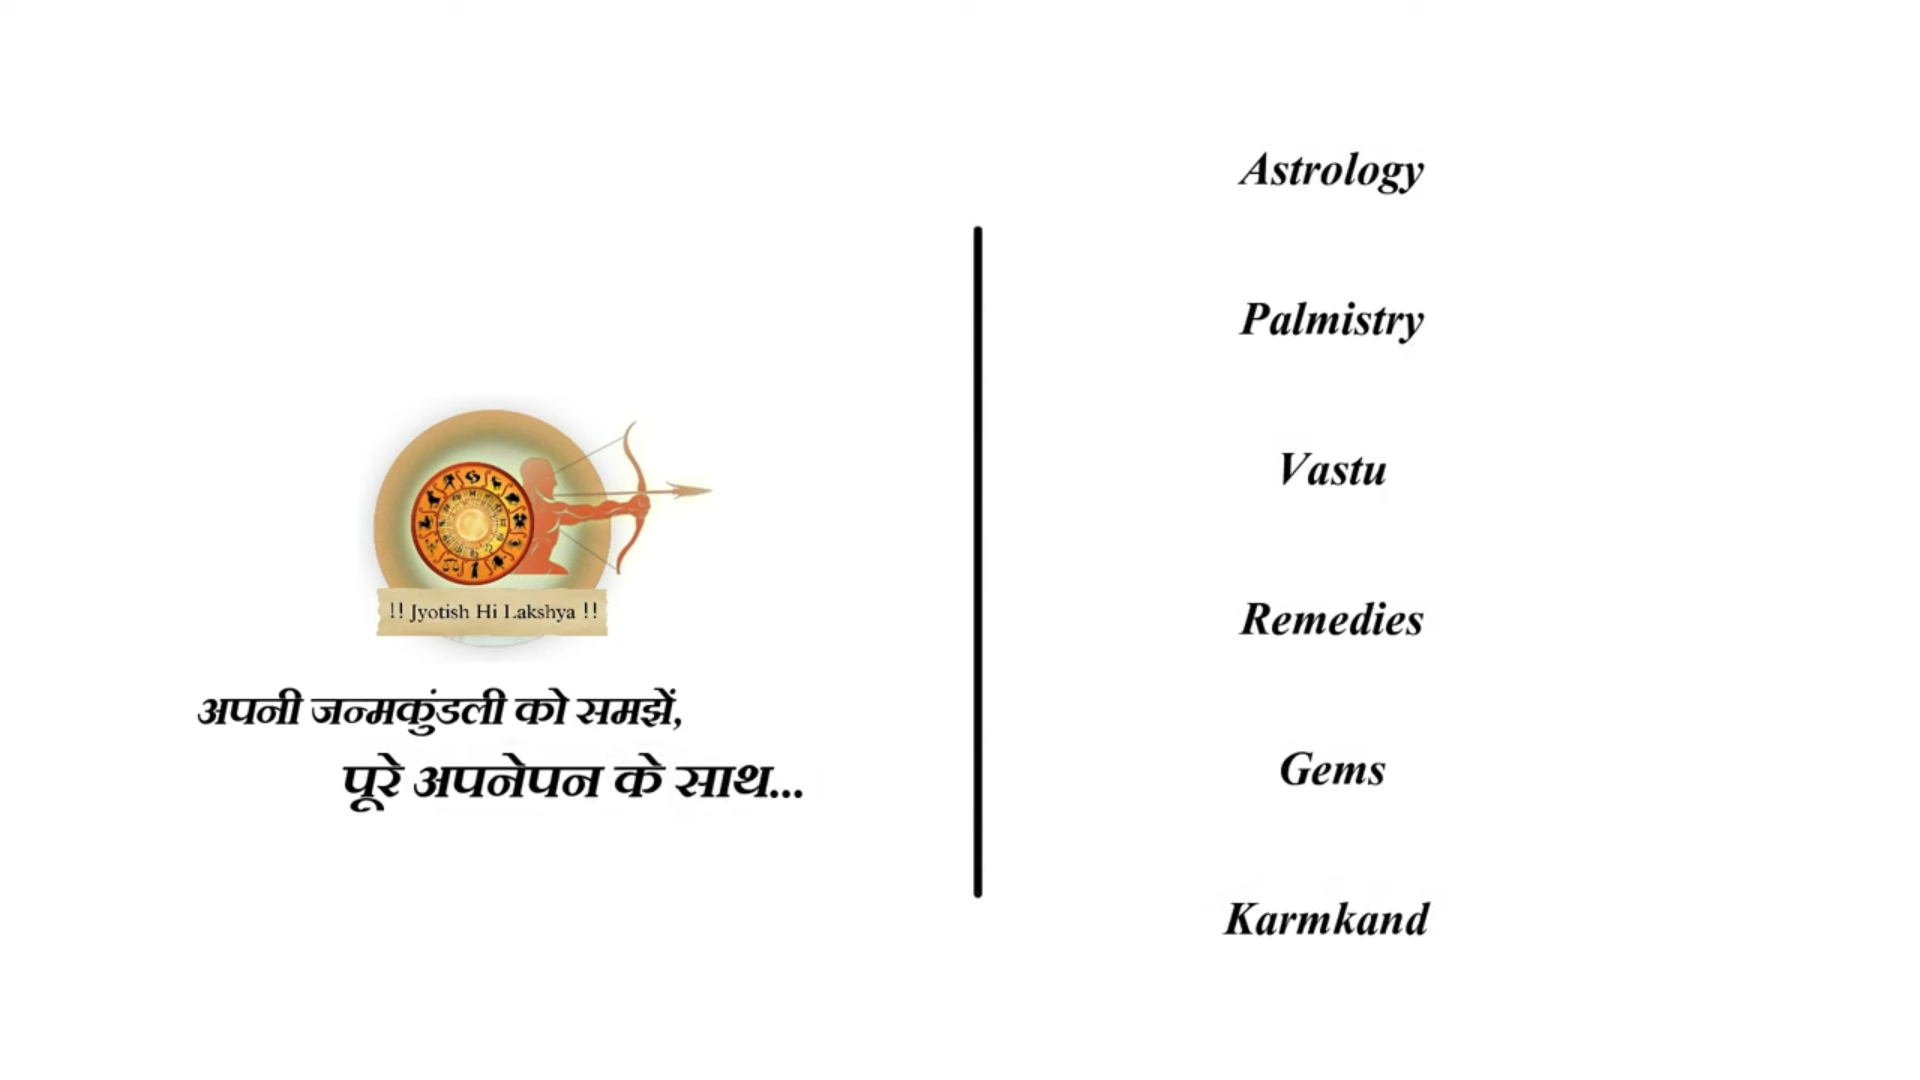 !! Jyotish Hi Lakshya !!
अपनी जन्मकुंडली को समझें,
पूरे अपनेपन के साथ...
Astrology
Palmistry
Vastu
Remedies
Gems
Karmkand